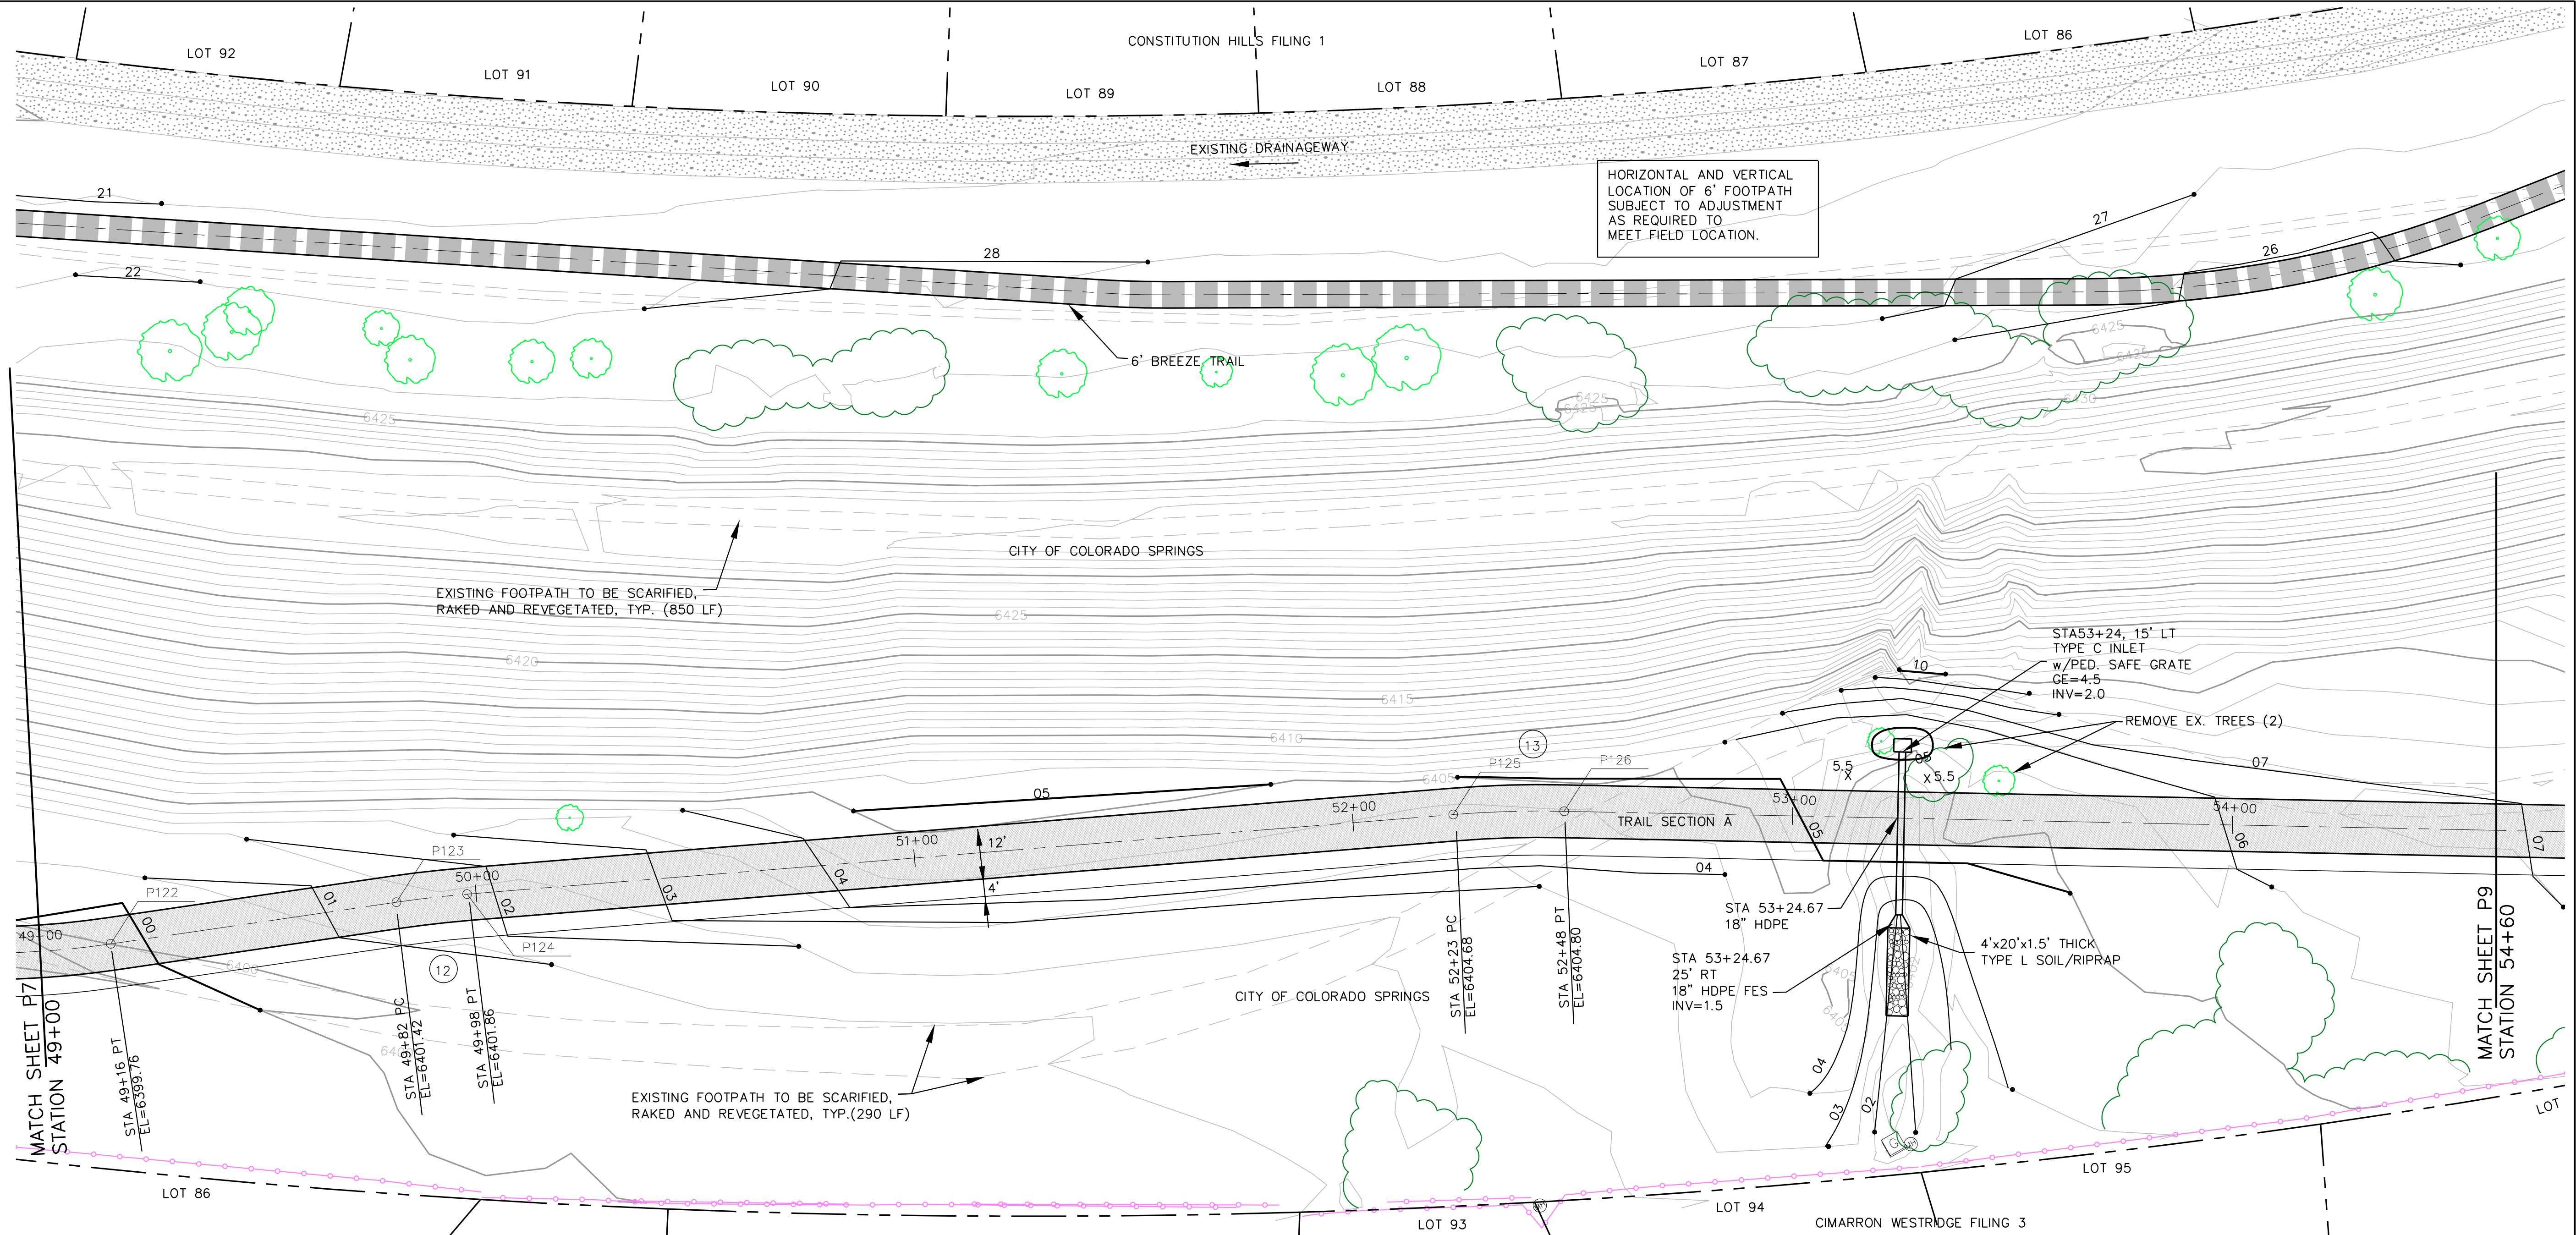 CONSTITUTION HILLS FILING 1
LOT 92
LOT 91
LOT 90
LOT 89
LOT 88
LOT 87
LOT 86
EXISTING DRAINAGEWAY
HORIZONTAL AND VERTICAL
LOCATION OF 6' FOOTPATH
SUBJECT TO ADJUSTMENT
AS REQUIRED TO
MEET FIELD LOCATION.
21
22
28
27
26
6' BREEZE TRAIL
6425
6425
6425
6425
6425
6430
CITY OF COLORADO SPRINGS
EXISTING FOOTPATH TO BE SCARIFIED,
RAKED AND REVEGETATED, TYP. (850 LF)
6425
6420
6415
6410
6405
STA53+24, 15' LT
TYPE C INLET
w/PED. SAFE GRATE
GE=4.5
INV=2.0
10
REMOVE EX. TREES (2)
13
P125
P126
05
5.5
X
X 5.5
05
07
49+00
50+00
51+00
52+00
53+00
54+00
TRAIL SECTION A
12'
4'
P122
P123
P124
00
01
02
03
04
04
05
06
07
12
6400
STA 49+16 PT
EL=6399.76
STA 49+82 PC
EL=6401.42
STA 49+98 PT
EL=6401.86
STA 52+23 PC
EL=6404.68
STA 52+48 PT
EL=6404.80
STA 53+24.67
18" HDPE
STA 53+24.67
25' RT
18" HDPE FES
INV=1.5
4'x20'x1.5' THICK
TYPE L SOIL/RIPRAP
6405
6405
04
03
02
G
MH
CITY OF COLORADO SPRINGS
EXISTING FOOTPATH TO BE SCARIFIED,
RAKED AND REVEGETATED, TYP.(290 LF)
MATCH SHEET P7
STATION 49+00
MATCH SHEET P9
STATION 54+60
LOT 86
LOT 93
LOT 94
LOT 95
LOT
CIMARRON WESTRIDGE FILING 3